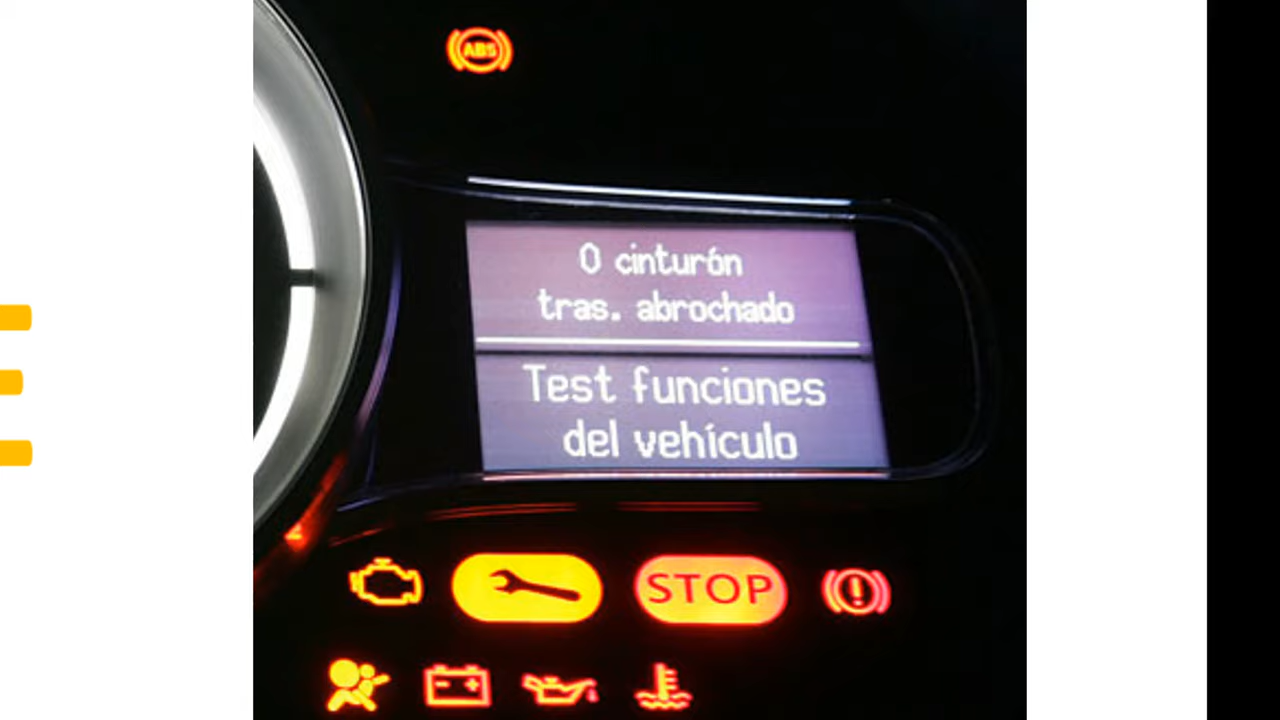 ABS
0 cinturón
tras. abrochado
Test funciones
del vehículo
STOP